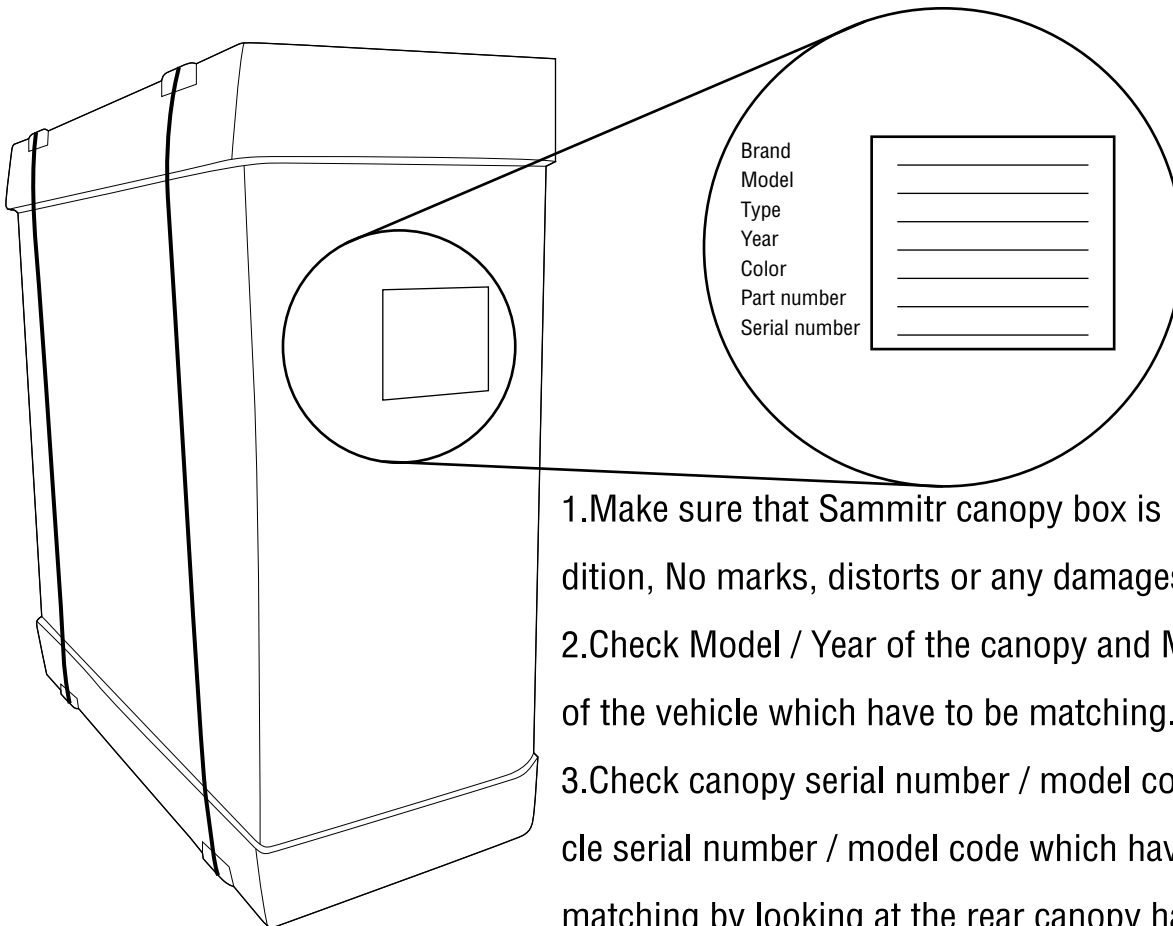 Brand
Model
Type
Year
Color
Part number
Serial number
1.Make sure that Sammitr canopy box is
dition, No marks, distorts or any damages
2.Check Model / Year of the canopy and M
of the vehicle which have to be matching.
3.Check canopy serial number / model co
cle serial number / model code which hav
matching by looking at the rear canopy ha